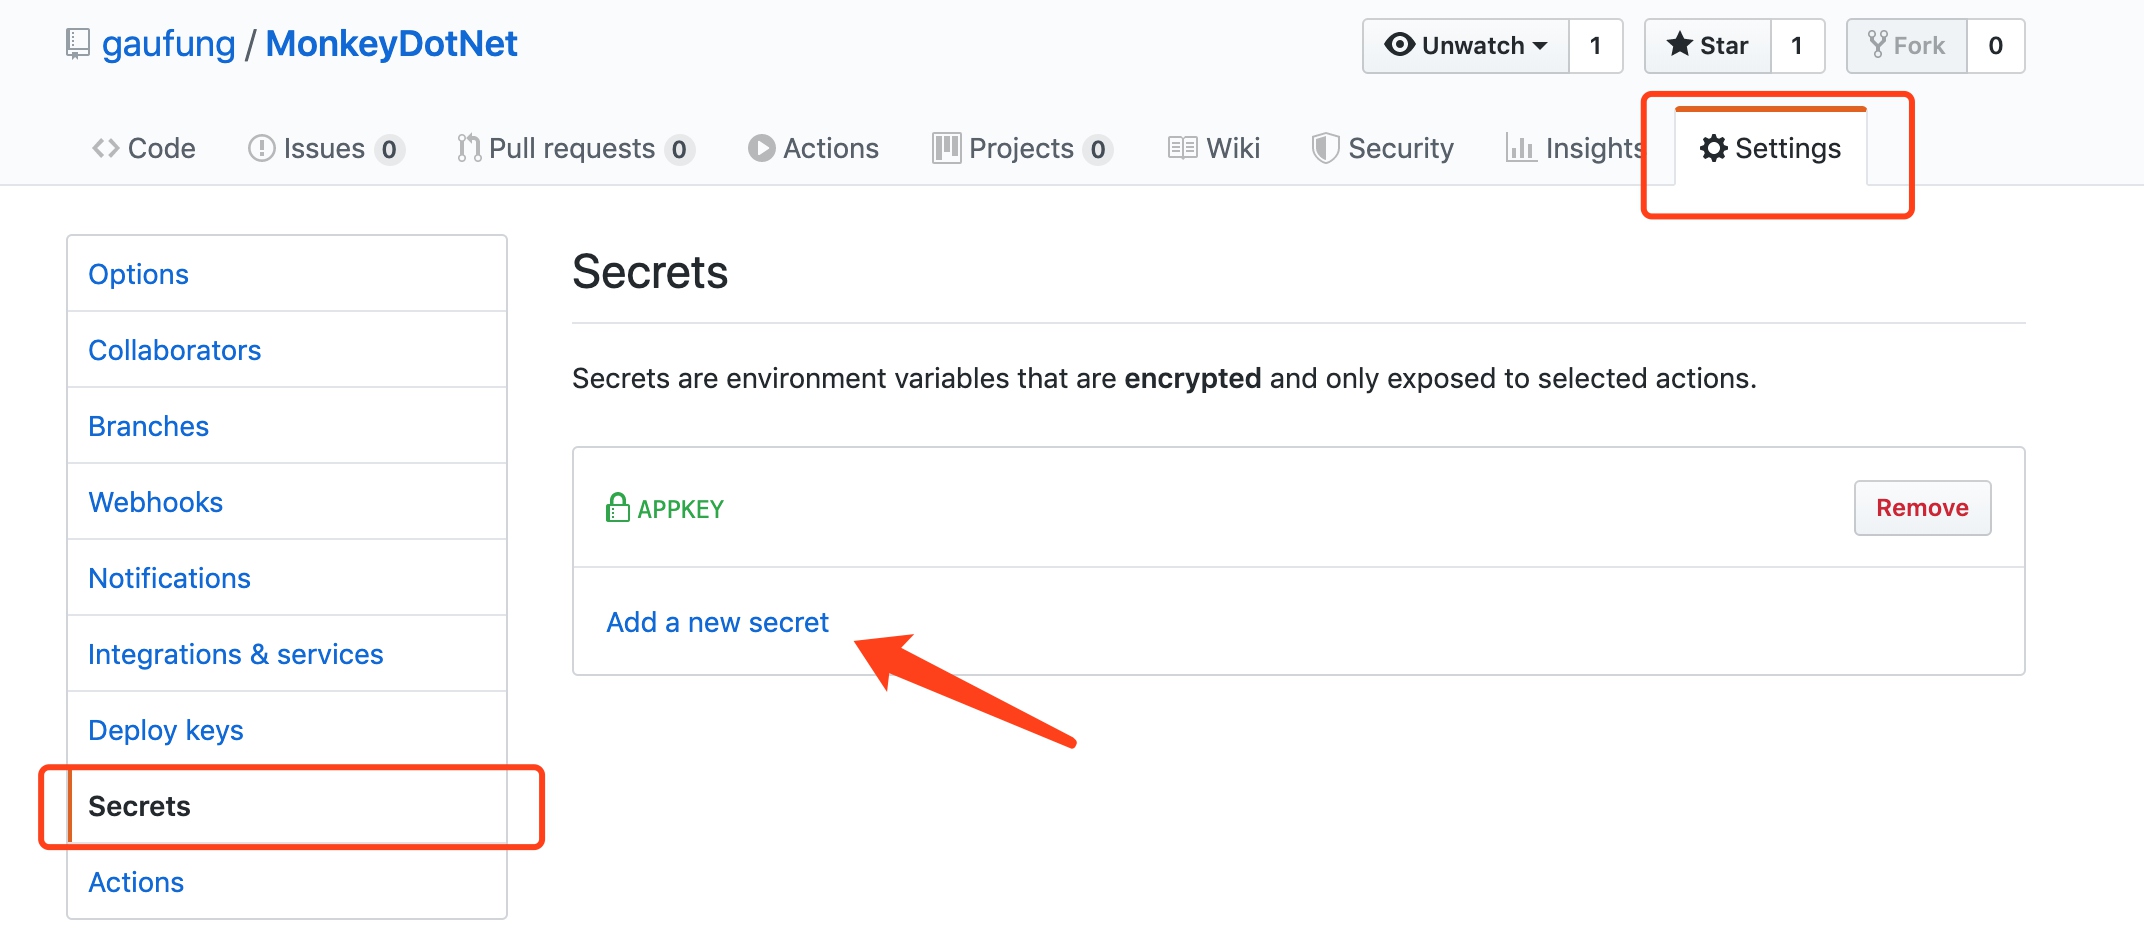 gaufung / MonkeyDotNet
Unwatch 1 Star 1 Fork 0
Code Issues 0 Pull requests 0 Actions Projects 0 Wiki Security Insights Settings
Options
Collaborators
Branches
Webhooks
Notifications
Integrations & services
Deploy keys
Secrets
Actions
Secrets
Secrets are environment variables that are encrypted and only exposed to selected actions.
APPKEY Remove
Add a new secret